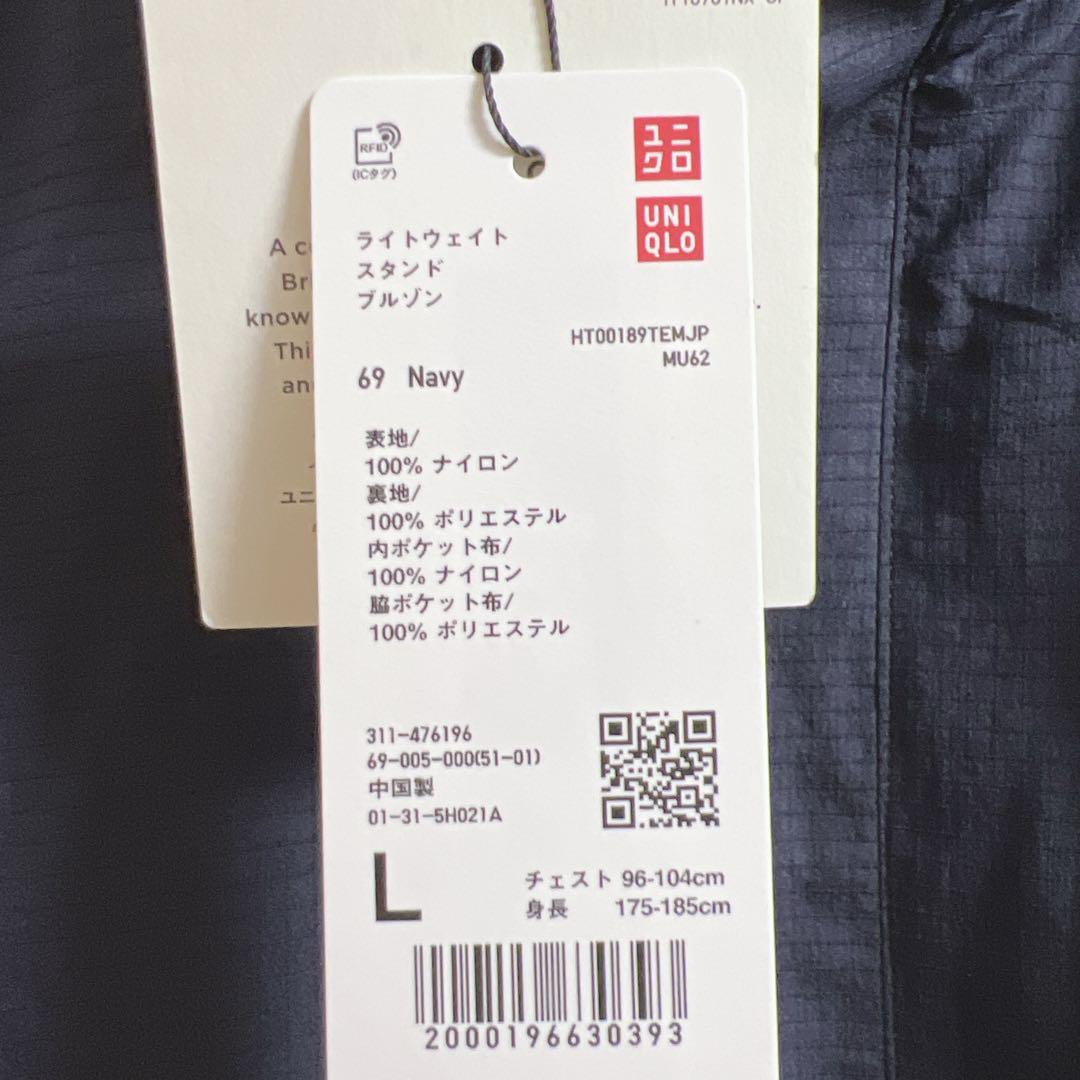 RFID
(ICタグ)
ユニ
クロ
UNI
QLO
ライトウェイト
スタンド
ブルゾン
HT00189TEMJP
MU62
69 Navy
表地/
100% ナイロン
裏地/
100% ポリエステル
内ポケット布/
100% ナイロン
脇ポケット布/
100% ポリエステル
311-476196
69-005-000(51-01)
中国製
01-31-5H021A
L
チェスト 96-104cm
身長 175-185cm
2000196630393
A
know
ユニ